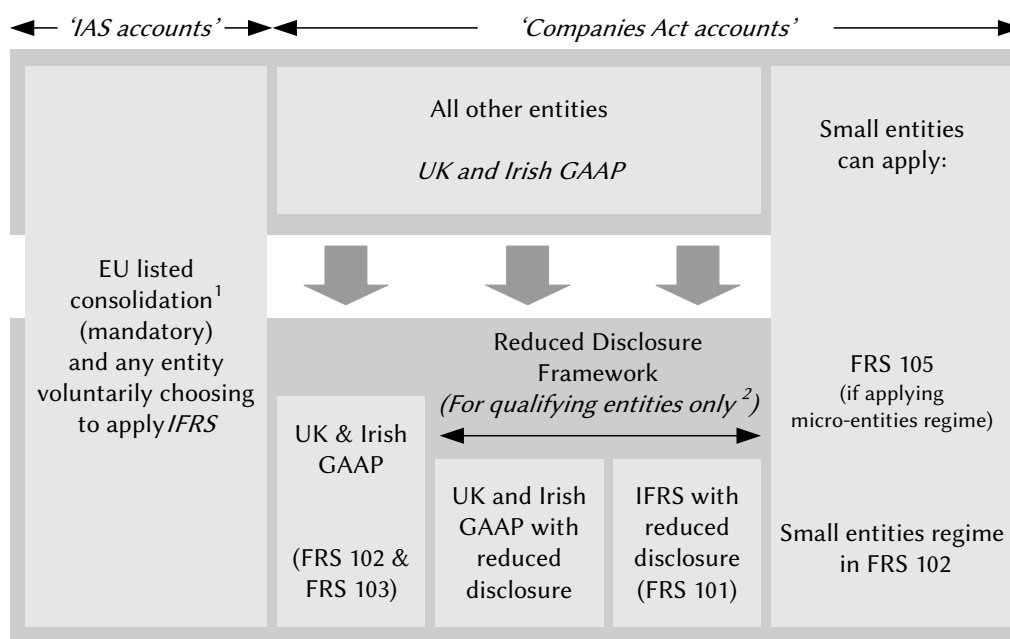 ‘IAS accounts’
‘Companies Act accounts’
All other entities
UK and Irish GAAP
Small entities
can apply:
EU listed
consolidation1
(mandatory)
and any entity
voluntarily choosing
to apply IFRS
Reduced Disclosure
Framework
(For qualifying entities only 2)
UK & Irish
GAAP
(FRS 102 &
FRS 103)
UK and Irish
GAAP with
reduced
disclosure
IFRS with
reduced
disclosure
(FRS 101)
FRS 105
(if applying
micro-entities regime)
Small entities regime
in FRS 102